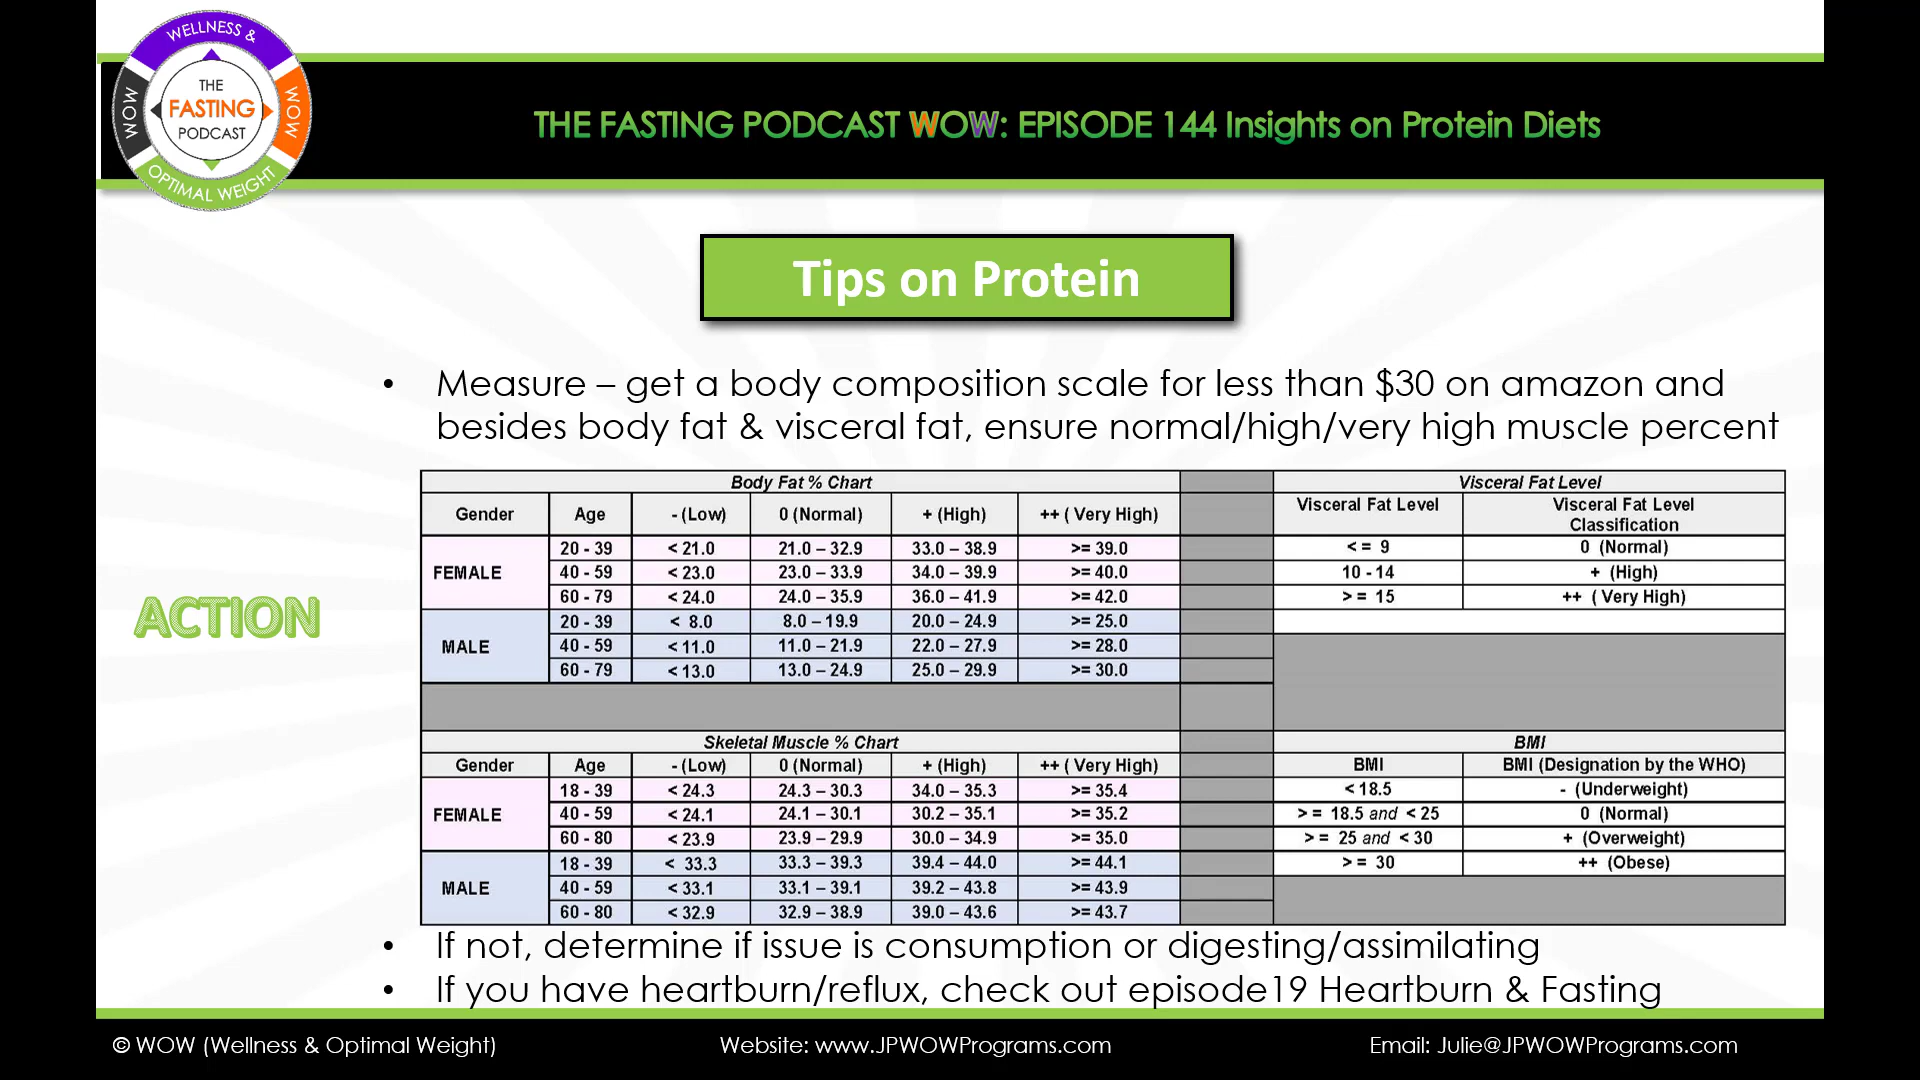 WELLNESS &
WOW
THE
FASTING
PODCAST
WOW
OPTIMAL WEIGHT
THE FASTING PODCAST WOW: EPISODE 144 Insights on Protein Diets
Tips on Protein
• Measure – get a body composition scale for less than $30 on amazon and
besides body fat & visceral fat, ensure normal/high/very high muscle percent
ACTION
Body Fat % Chart
Gender Age - (Low) 0 (Normal) + (High) ++ ( Very High)
FEMALE
20 - 39 < 21.0 21.0 – 32.9 33.0 – 38.9 >= 39.0
40 - 59 < 23.0 23.0 – 33.9 34.0 – 39.9 >= 40.0
60 - 79 < 24.0 24.0 – 35.9 36.0 – 41.9 >= 42.0
MALE
20 - 39 < 8.0 8.0 – 19.9 20.0 – 24.9 >= 25.0
40 - 59 < 11.0 11.0 – 21.9 22.0 – 27.9 >= 28.0
60 - 79 < 13.0 13.0 – 24.9 25.0 – 29.9 >= 30.0
Visceral Fat Level
Visceral Fat Level Visceral Fat Level
Classification
< = 9 0 (Normal)
10 - 14 + (High)
> = 15 ++ ( Very High)
Skeletal Muscle % Chart
Gender Age - (Low) 0 (Normal) + (High) ++ ( Very High)
FEMALE
18 - 39 < 24.3 24.3 – 30.3 34.0 – 35.3 >= 35.4
40 - 59 < 24.1 24.1 – 30.1 30.2 – 35.1 >= 35.2
60 - 80 < 23.9 23.9 – 29.9 30.0 – 34.9 >= 35.0
MALE
18 - 39 < 33.3 33.3 – 39.3 39.4 – 44.0 >= 44.1
40 - 59 < 33.1 33.1 – 39.1 39.2 – 43.8 >= 43.9
60 - 80 < 32.9 32.9 – 38.9 39.0 – 43.6 >= 43.7
BMI
BMI BMI (Designation by the WHO)
< 18.5 - (Underweight)
> = 18.5 and < 25 0 (Normal)
> = 25 and < 30 + (Overweight)
> = 30 ++ (Obese)
• If not, determine if issue is consumption or digesting/assimilating
• If you have heartburn/reflux, check out episode19 Heartburn & Fasting
© WOW (Wellness & Optimal Weight) Website: www.JPWOWPrograms.com Email: Julie@JPWOWPrograms.com